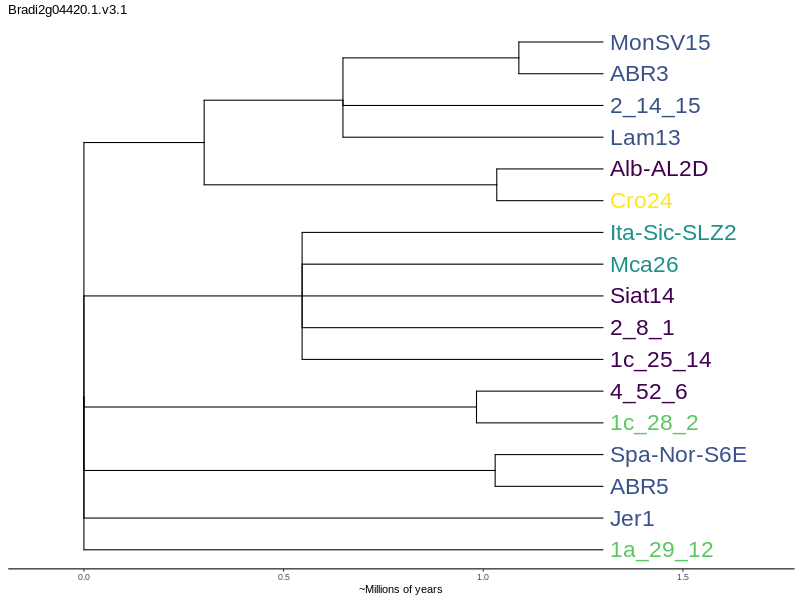 Bradi2g04420.1.v3.1
MonSV15
ABR3
2_14_15
Lam13
Alb-AL2D
Cro24
Ita-Sic-SLZ2
Mca26
Siat14
2_8_1
1c_25_14
4_52_6
1c_28_2
Spa-Nor-S6E
ABR5
Jer1
1a_29_12
0.0 0.5 1.0 1.5
~Millions of years